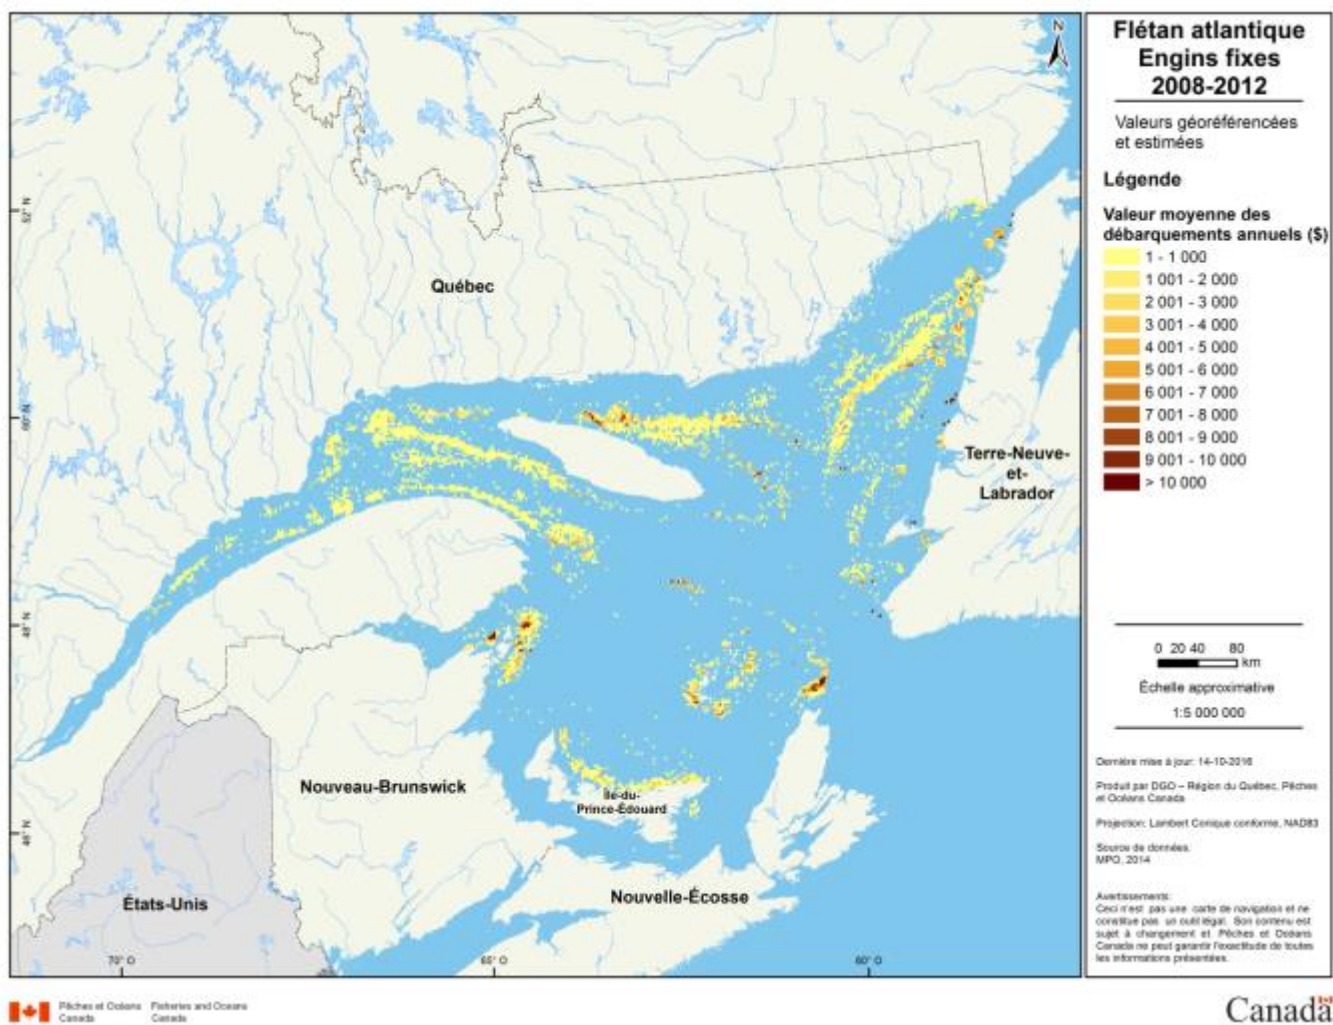 Flétan atlantique
Engins fixes
2008-2012
Valeurs géoréférencées
et estimées
Légende
Valeur moyenne des
débarquements annuels ($)
1 - 1 000
1 001 - 2 000
2 001 - 3 000
3 001 - 4 000
4 001 - 5 000
5 001 - 6 000
6 001 - 7 000
7 001 - 8 000
8 001 - 9 000
9 001 - 10 000
> 10 000
0 20 40 80
km
Échelle approximative
1:5 000 000
Dernière mise à jour: 14-10-2016
Produit par DGO – Région du Québec, Pêches
et Océans Canada
Projection: Lambert Conique conforme, NAD83
Source de données:
MPO, 2014
Avertissements:
Ceci n'est pas une carte de navigation et ne
constitue pas un outil légal. Son contenu est
sujet à changement et Pêches et Océans
Canada ne peut garantir l'exactitude de toutes
les informations présentées.
N
52° N
50° N
48° N
46° N
Québec
Terre-Neuve-
et-
Labrador
Nouveau-Brunswick
Île-du-
Prince-Édouard
États-Unis
Nouvelle-Écosse
70° O
65° O
60° O
Pêches et Océans
Canada
Fisheries and Oceans
Canada
Canada